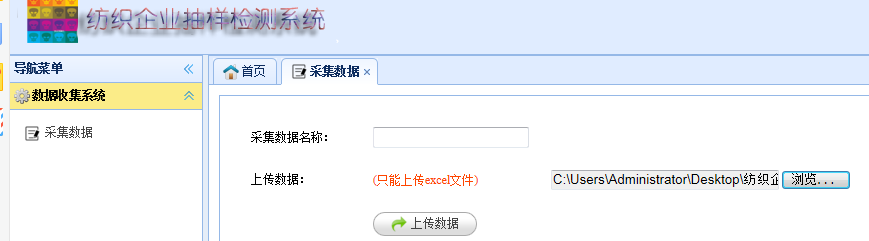 纺织企业抽样检测系统
导航菜单
首页
采集数据
数据收集系统
采集数据
采集数据名称：
上传数据：
(只能上传excel文件)
C:\Users\Administrator\Desktop\纺织企
浏览...
上传数据